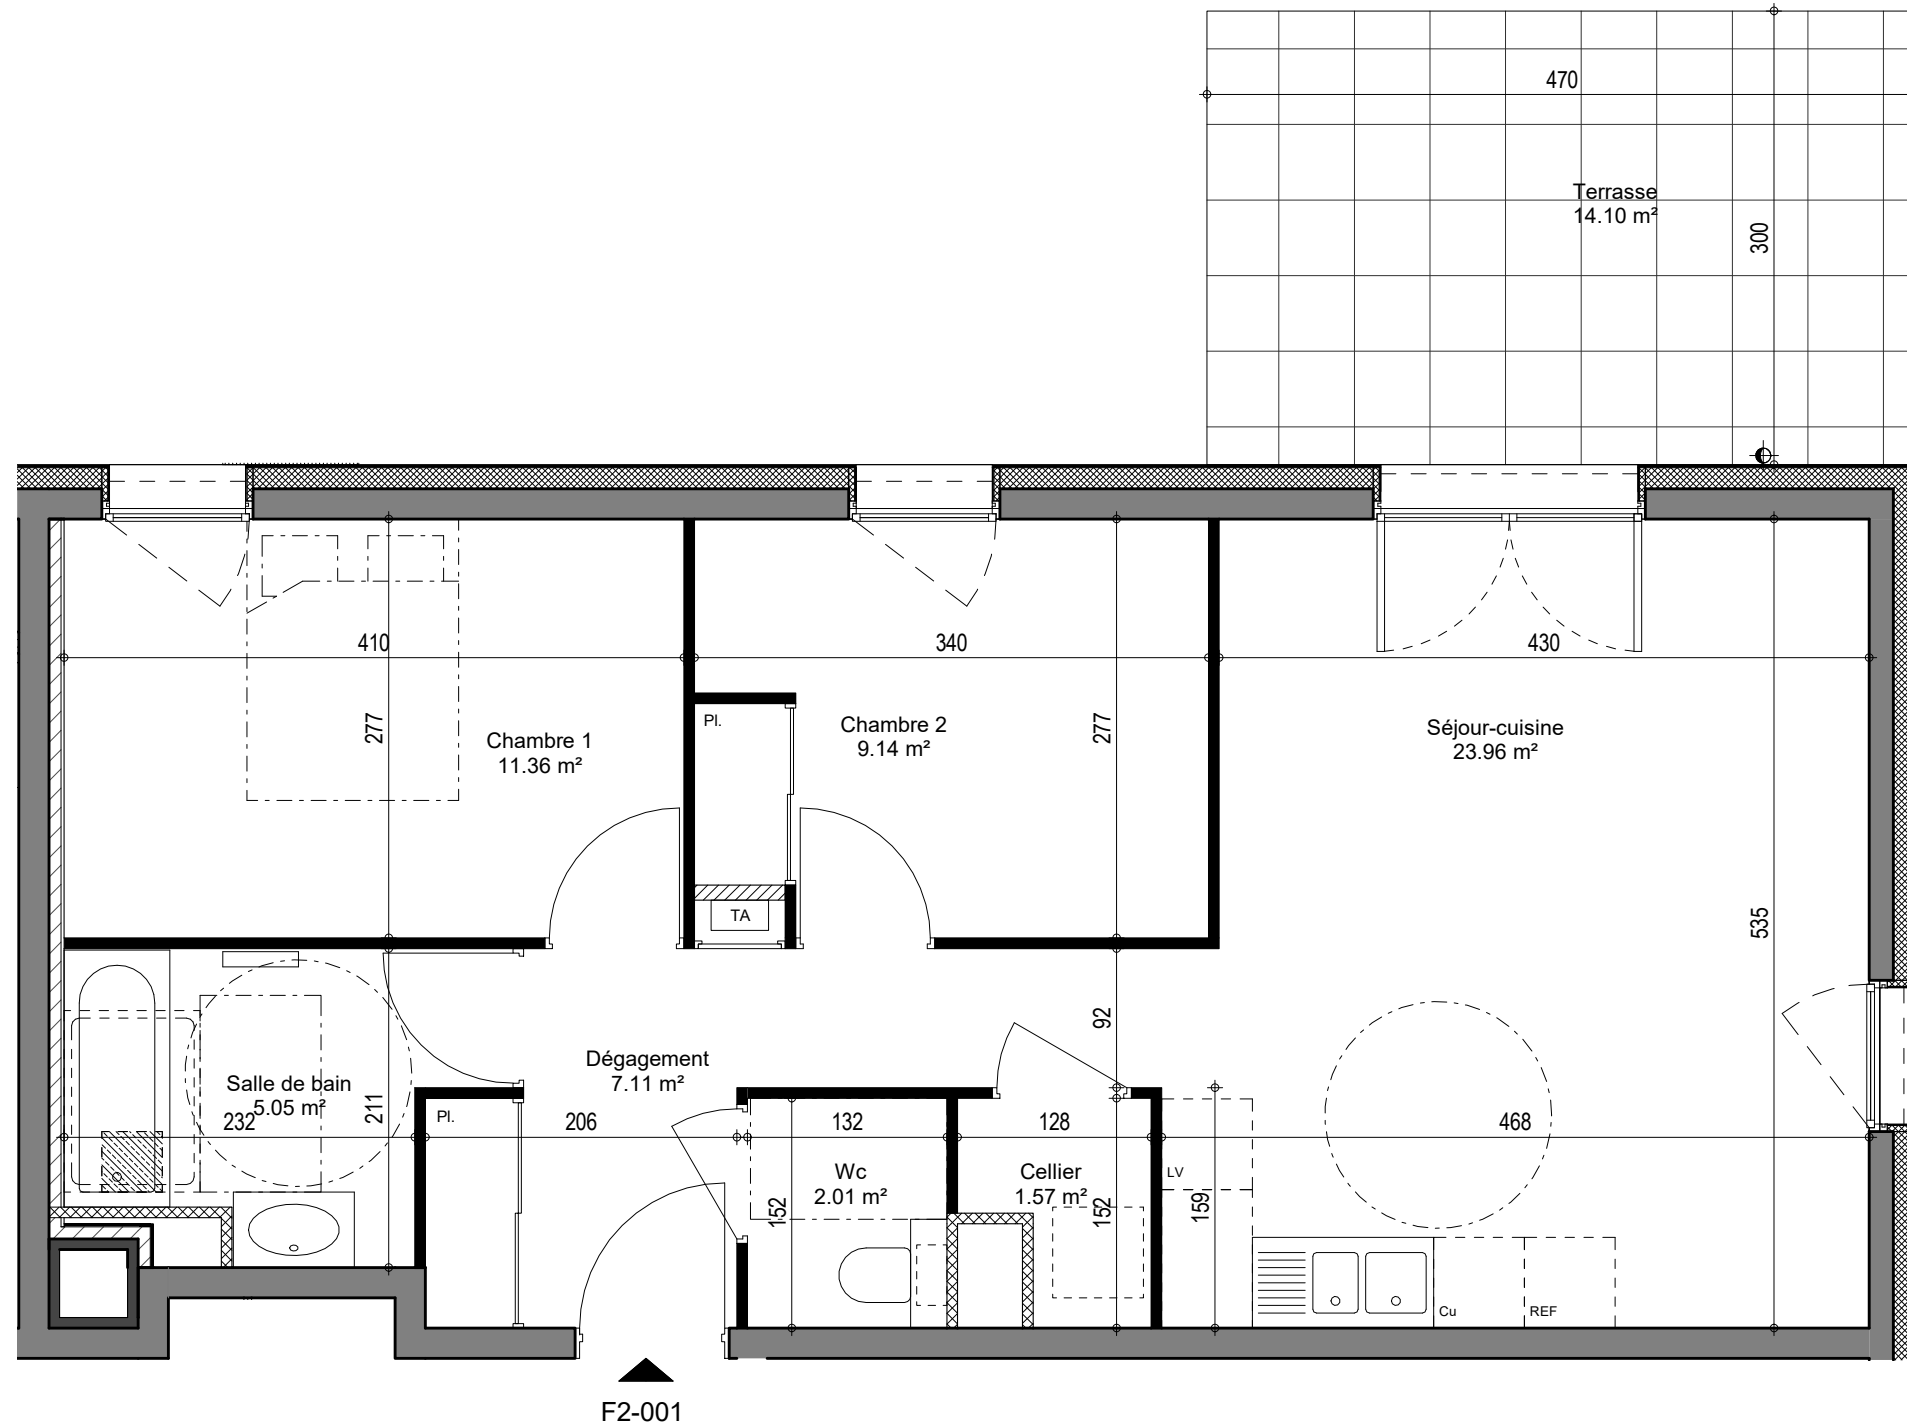 470
Terrasse
14.10 m²
300
410
340
430
277
Chambre 1
11.36 m²
Pl.
Chambre 2
9.14 m²
277
Séjour-cuisine
23.96 m²
TA
535
92
Dégagement
7.11 m²
Salle de bain
5.05 m²
232
211
Pl.
206
132
128
468
Wc
2.01 m²
152
Cellier
1.57 m²
152
LV
159
Cu
REF
F2-001